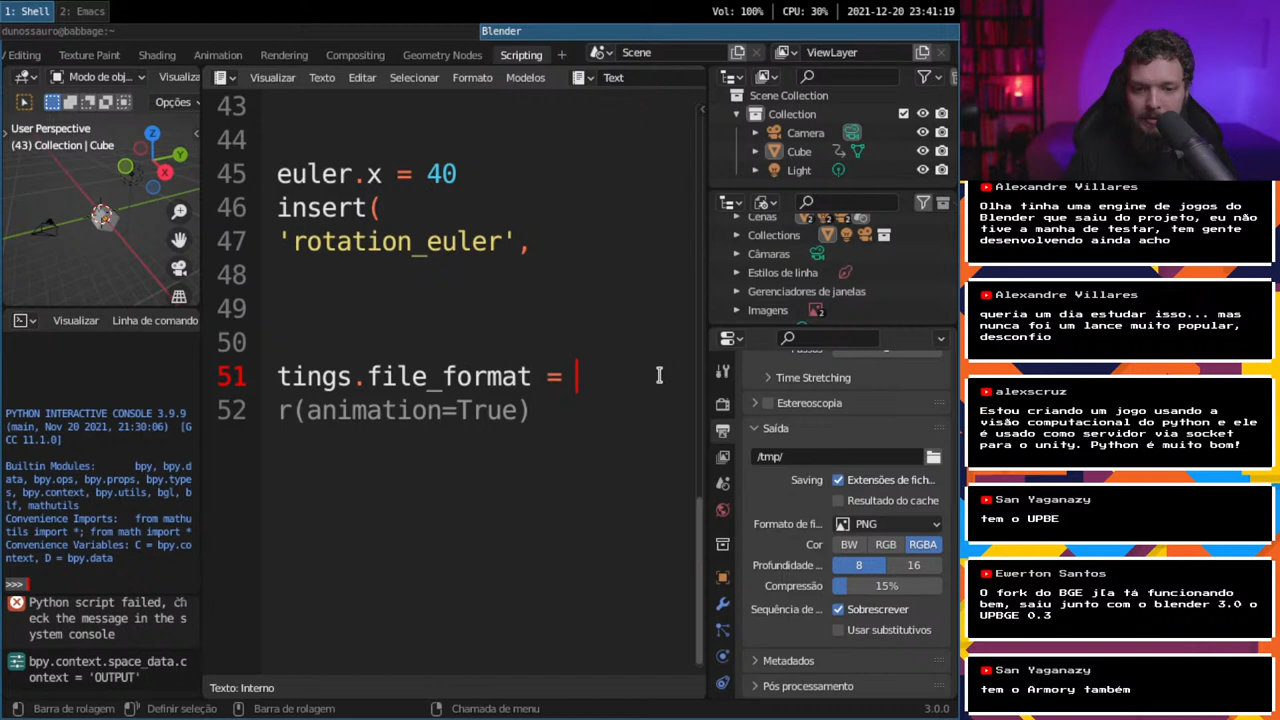 1: Shell
2: Emacs
Vol: 100%
CPU: 30%
2021-12-20 21:41:19
dunossauro@babbage:~
Blender
Editing
Texture Paint
Shading
Animation
Rendering
Compositing
Geometry Nodes
Scripting
+
Scene
ViewLayer
Modo de obj...
Visualiza
Opções
User Perspective
(43) Collection | Cube
Z
Y
X
Visualizar
Texto
Editar
Selecionar
Formato
Modelos
Text
43
44
45 euler.x = 40
46 insert(
47 'rotation_euler',
48
49
50
51 tings.file_format =
52 r(animation=True)
Texto: Interno
Visualizar
Linha de comando
PYTHON INTERACTIVE CONSOLE 3.9.9
(main, Nov 20 2021, 21:30:06) [G
CC 11.1.0]
Builtin Modules: bpy, bpy.d
ata, bpy.ops, bpy.props, bpy.type
s, bpy.context, bpy.utils, bgl, b
lf, mathutils
Convenience Imports: from mathu
tils import *; from math import *
Convenience Variables: C = bpy.co
ntext, D = bpy.data
>>>
Python script failed, ch
eck the message in the s
ystem console
bpy.context.space_data.c
ontext = 'OUTPUT'
Scene Collection
Collection
Camera
Cube
Light
Cenas
Collections
Câmaras
Estilos de linha
Gerenciadores de janelas
Imagens
2
Passos
Time Stretching
Estereoscopia
Saída
/tmp/
Saving
Extensões de fich...
Resultado do cache
Formato de fi...
PNG
Cor
BW
RGB
RGBA
Profundidade ...
8
16
Compressão
15%
Sequência de ...
Sobrescrever
Usar substitutivos
Metadados
Pós processamento
Barra de rolagem
Definir seleção
Barra de rolagem
Chamada de menu
3.0.0
Alexandre Villares
Olha tinha uma engine de jogos do
Blender que saiu do projeto, eu não
tive a manha de testar, tem gente
desenvolvendo ainda acho
Alexandre Villares
queria um dia estudar isso... mas
nunca foi um lance muito popular,
desconfio
alexscruz
Estou criando um jogo usando a
visão computacional do python e ele
é usado como servidor via socket
para o unity. Python é muito bom!
San Yaganazy
tem o UPBE
Ewerton Santos
O fork do BGE j[a tá funcionando
bem, saiu junto com o blender 3.0 o
UPBGE 0.3
San Yaganazy
tem o Armory também